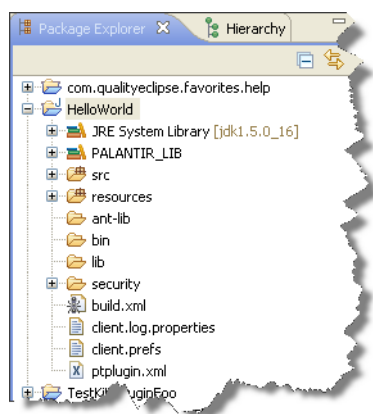 Package Explorer
Hierarchy
com.qualityeclipse.favorites.help
HelloWorld
JRE System Library [jdk1.5.0_16]
PALANTIR_LIB
src
resources
ant-lib
bin
lib
security
build.xml
client.log.properties
client.prefs
ptplugin.xml